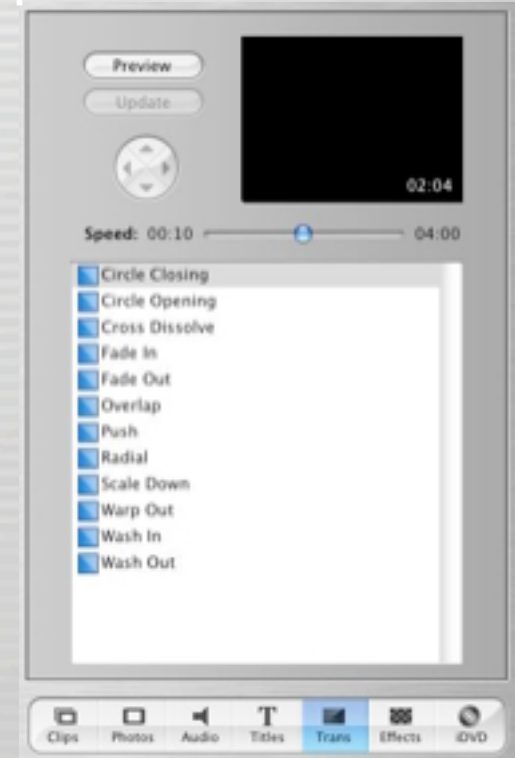 Preview
Update
02:04
Speed: 00:10 04:00
Circle Closing
Circle Opening
Cross Dissolve
Fade In
Fade Out
Overlap
Push
Radial
Scale Down
Warp Out
Wash In
Wash Out
Clips Photos Audio Titles Trans Effects iDVD